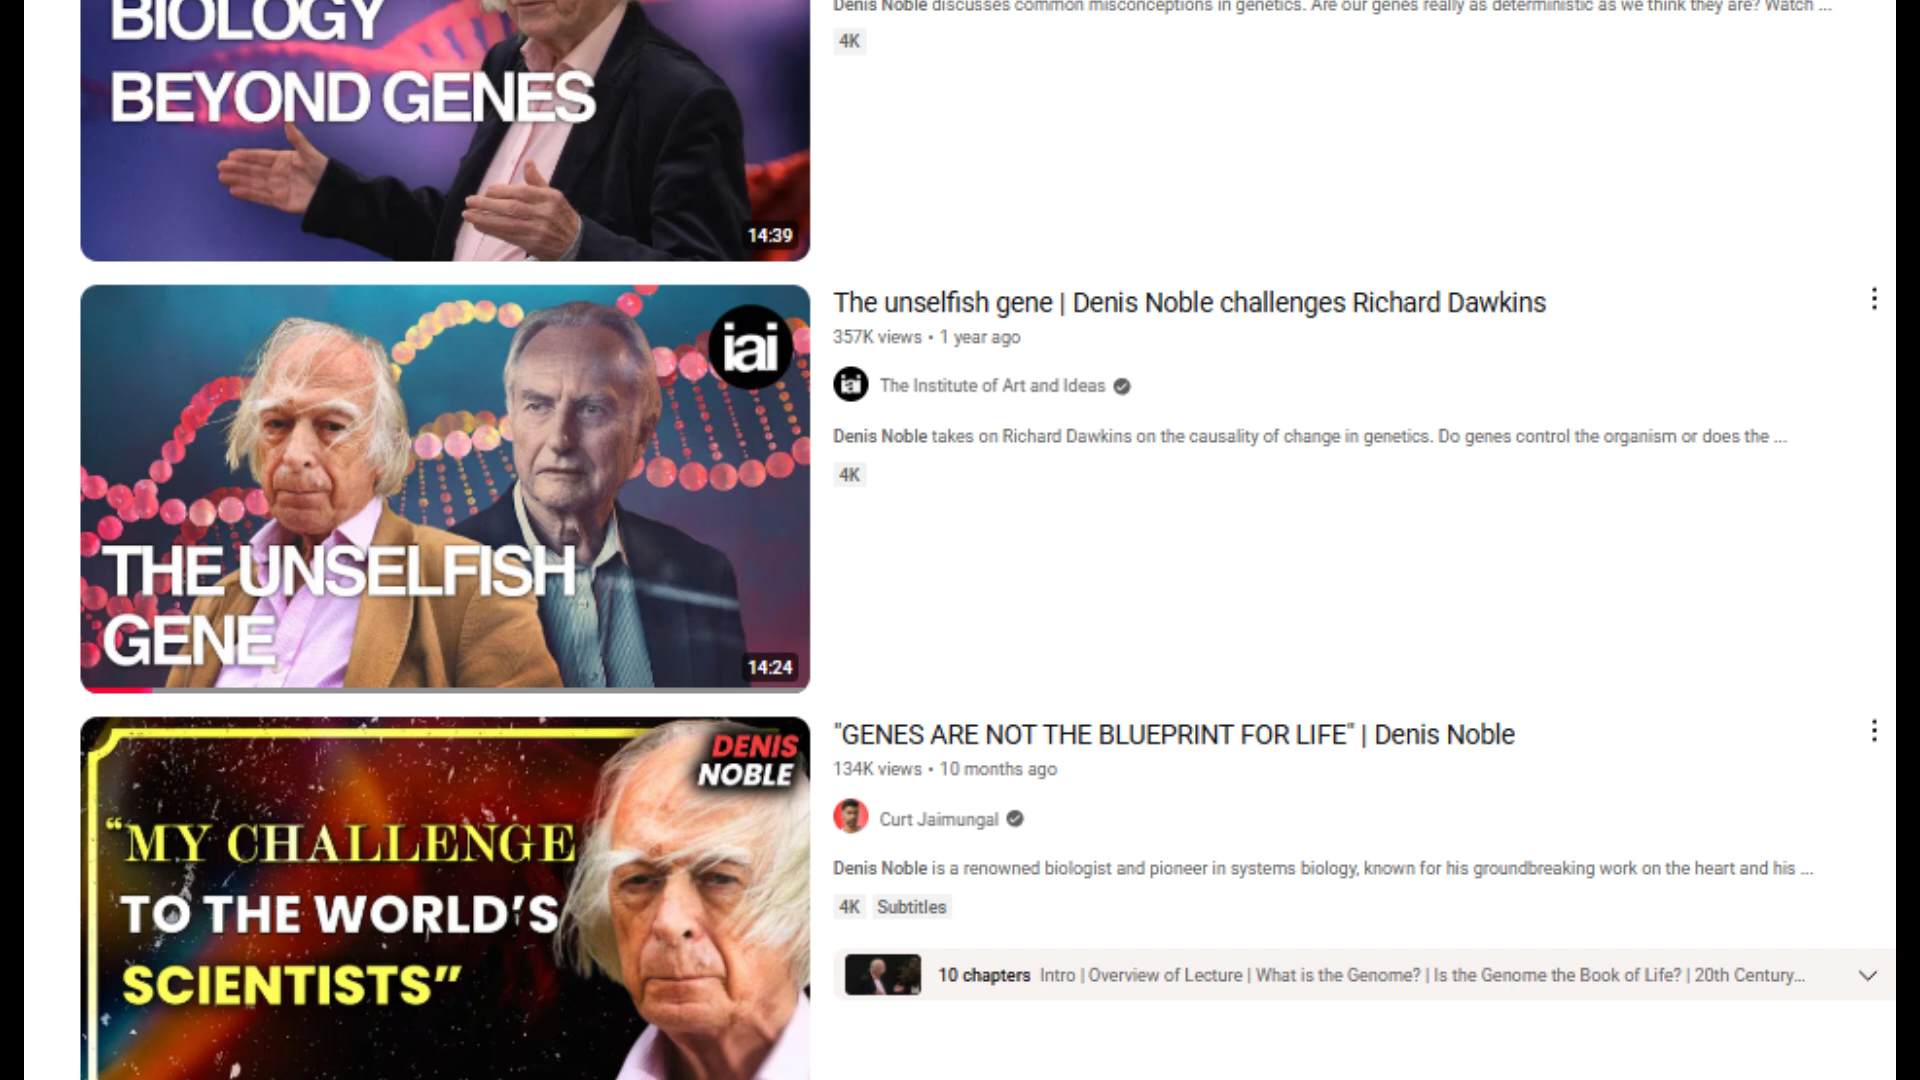 BIOLOGY
BEYOND GENES
14:39
Denis Noble discusses common misconceptions in genetics. Are our genes really as deterministic as we think they are? Watch ...
4K
iai
THE UNSELFISH
GENE
14:24
The unselfish gene | Denis Noble challenges Richard Dawkins
357K views • 1 year ago
iai
The Institute of Art and Ideas
Denis Noble takes on Richard Dawkins on the causality of change in genetics. Do genes control the organism or does the ...
4K
DENIS
NOBLE
“MY CHALLENGE
TO THE WORLD’S
SCIENTISTS”
"GENES ARE NOT THE BLUEPRINT FOR LIFE" | Denis Noble
134K views • 10 months ago
Curt Jaimungal
Denis Noble is a renowned biologist and pioneer in systems biology, known for his groundbreaking work on the heart and his ...
4K Subtitles
10 chapters Intro | Overview of Lecture | What is the Genome? | Is the Genome the Book of Life? | 20th Century...